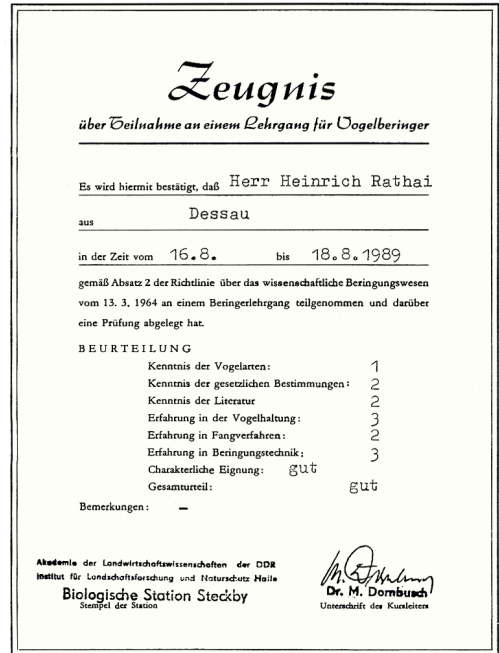 Zeugnis
über Teilnahme an einem Lehrgang für Vogelberinger
Es wird hiermit bestätigt, daß Herr Heinrich Rathai
aus Dessau
in der Zeit vom 16.8. bis 18.8.1989
gemäß Absatz 2 der Richtlinie über das wissenschaftliche Beringungswesen
vom 13. 3. 1964 an einem Beringerlehrgang teilgenommen und darüber
eine Prüfung abgelegt hat.
BEURTEILUNG
Kenntnis der Vogelarten: 1
Kenntnis der gesetzlichen Bestimmungen: 2
Kenntnis der Literatur 2
Erfahrung in der Vogelhaltung: 3
Erfahrung in Fangverfahren: 2
Erfahrung in Beringungstechnik: 3
Charakterliche Eignung: gut
Gesamturteil: gut
Bemerkungen: –
Akademie der Landwirtschaftswissenschaften der DDR
Institut für Landschaftsforschung und Naturschutz Halle
Biologische Station Steckby
Stempel der Station
Dr. M. Dornbusch
Unterschrift des Kursleiters